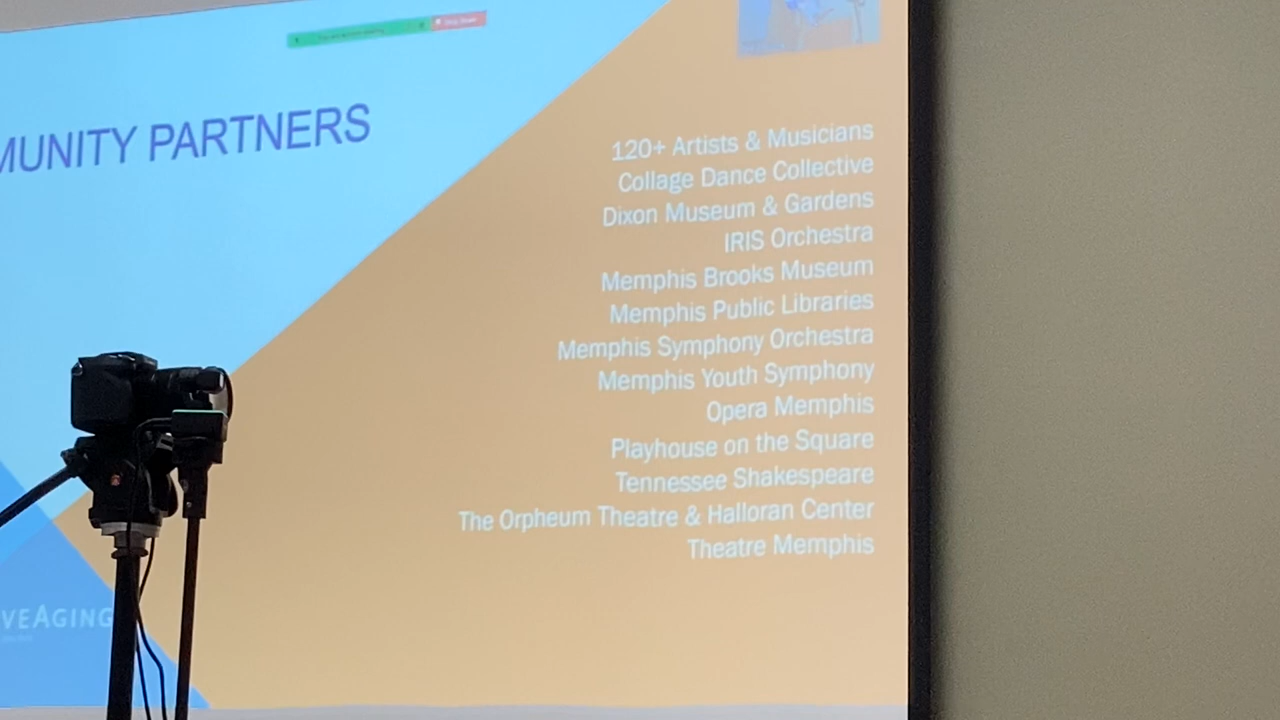 MUNITY PARTNERS
120+ Artists & Musicians
Collage Dance Collective
Dixon Museum & Gardens
IRIS Orchestra
Memphis Brooks Museum
Memphis Public Libraries
Memphis Symphony Orchestra
Memphis Youth Symphony
Opera Memphis
Playhouse on the Square
Tennessee Shakespeare
The Orpheum Theatre & Halloran Center
Theatre Memphis
VEAGING